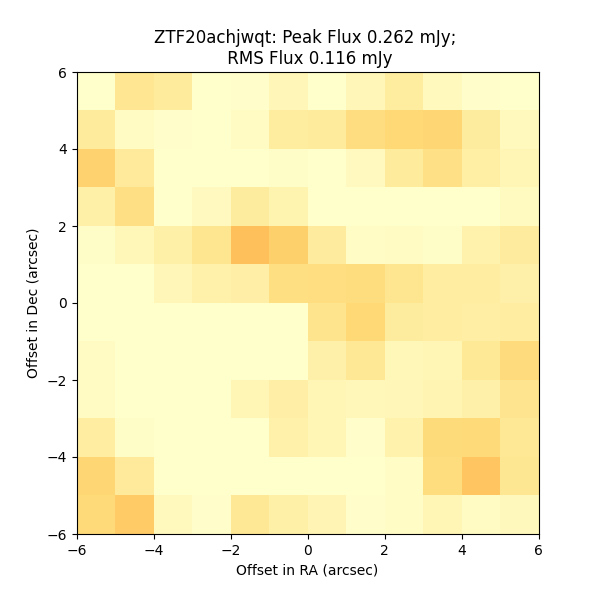 ZTF20achjwqt: Peak Flux 0.262 mJy;
RMS Flux 0.116 mJy
6
4
2
0
−2
−4
−6
Offset in Dec (arcsec)
−6 −4 −2 0 2 4 6
Offset in RA (arcsec)